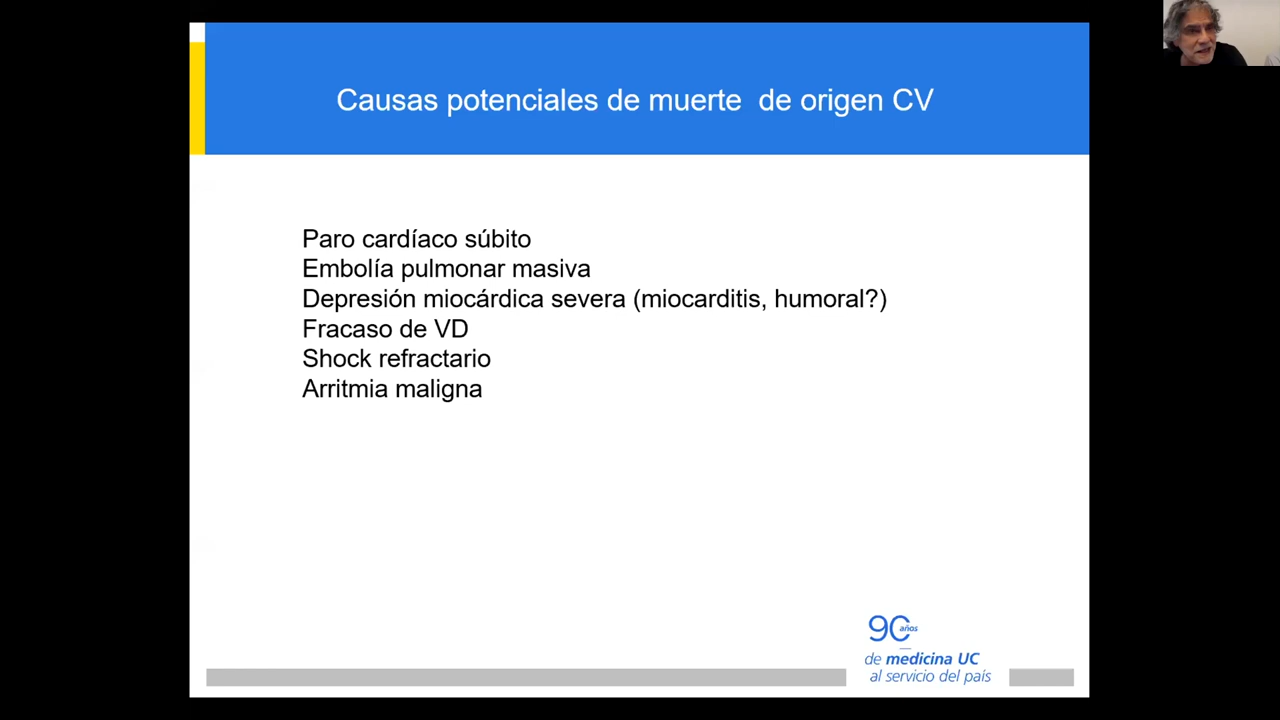 Causas potenciales de muerte de origen CV
Paro cardíaco súbito
Embolía pulmonar masiva
Depresión miocárdica severa (miocarditis, humoral?)
Fracaso de VD
Shock refractario
Arritmia maligna
90 años
de medicina UC
al servicio del país